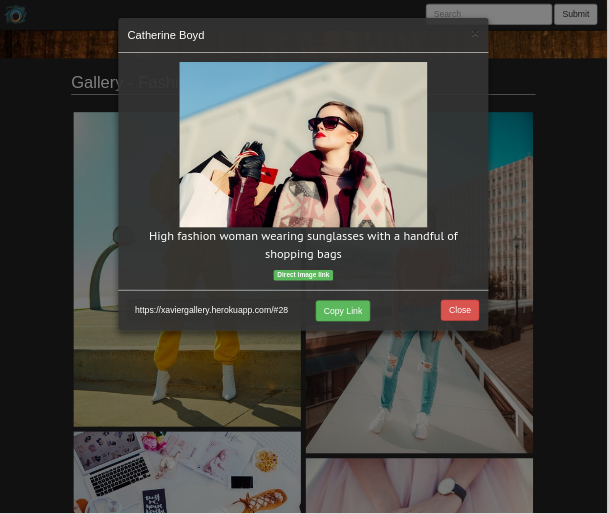 Search
Submit
Catherine Boyd
×
Gallery - Fashi
High fashion woman wearing sunglasses with a handful of
shopping bags
Direct image link
https://xaviergallery.herokuapp.com/#28
Copy Link
Close